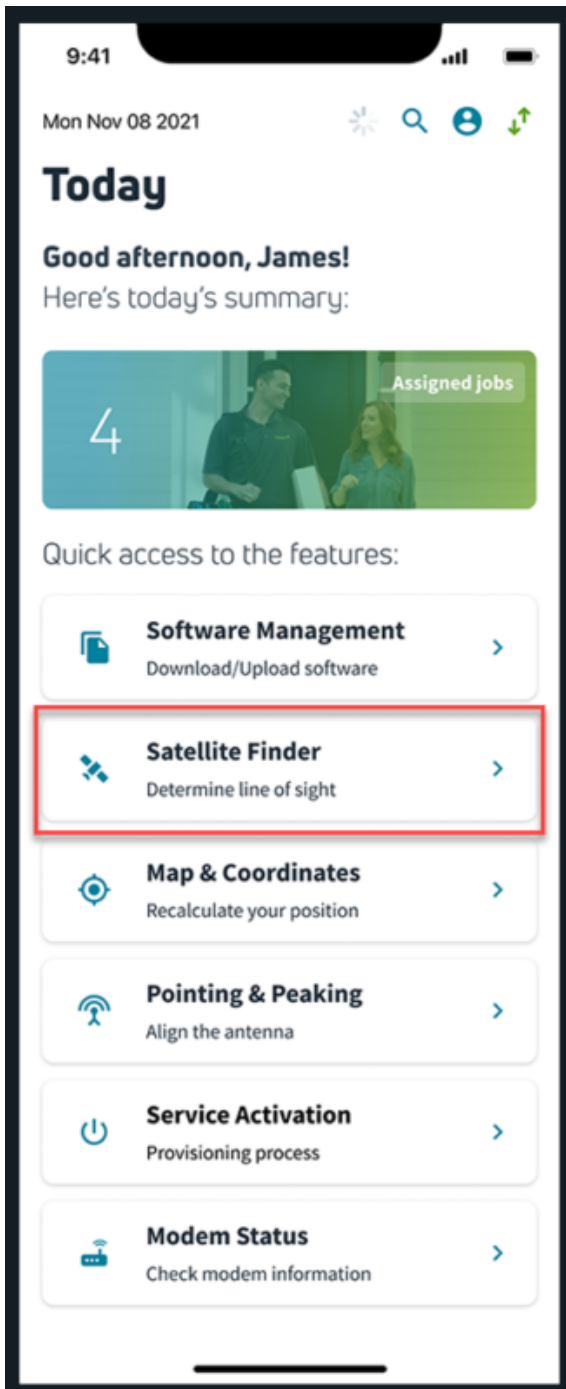 9:41
Mon Nov 08 2021
Today
Good afternoon, James!
Here's today's summary:
4
Assigned jobs
Quick access to the features:
Software Management
Download/Upload software
Satellite Finder
Determine line of sight
Map & Coordinates
Recalculate your position
Pointing & Peaking
Align the antenna
Service Activation
Provisioning process
Modem Status
Check modem information